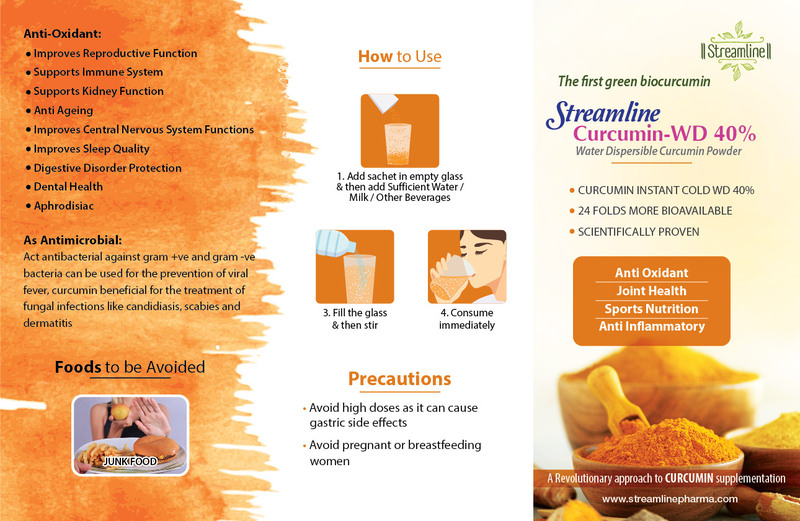 Anti-Oxidant:
• Improves Reproductive Function
• Supports Immune System
• Supports Kidney Function
• Anti Ageing
• Improves Central Nervous System Functions
• Improves Sleep Quality
• Digestive Disorder Protection
• Dental Health
• Aphrodisiac
As Antimicrobial:
Act antibacterial against gram +ve and gram -ve
bacteria can be used for the prevention of viral
fever, curcumin beneficial for the treatment of
fungal infections like candidiasis, scabies and
dermatitis
Foods to be Avoided
JUNK FOOD
How to Use
1. Add sachet in empty glass
& then add Sufficient Water /
Milk / Other Beverages
3. Fill the glass
& then stir
4. Consume
immediately
Precautions
• Avoid high doses as it can cause
gastric side effects
• Avoid pregnant or breastfeeding
women
Streamline
The first green biocurcumin
Streamline
Curcumin-WD 40%
Water Dispersible Curcumin Powder
• CURCUMIN INSTANT COLD WD 40%
• 24 FOLDS MORE BIOAVAILABLE
• SCIENTIFICALLY PROVEN
Anti Oxidant
Joint Health
Sports Nutrition
Anti Inflammatory
A Revolutionary approach to CURCUMIN supplementation
www.streamlinepharma.com